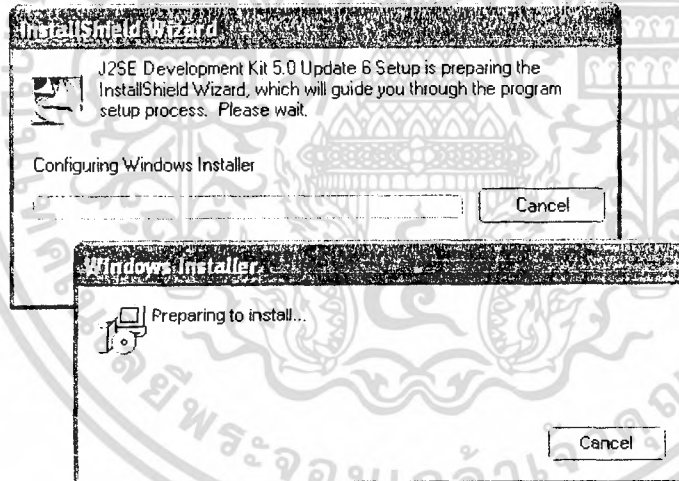 InstallShield Wizard
J2SE Development Kit 5.0 Update 6 Setup is preparing the
InstallShield Wizard, which will guide you through the program
setup process. Please wait.
Configuring Windows Installer
Cancel
Windows Installer
Preparing to install...
Cancel